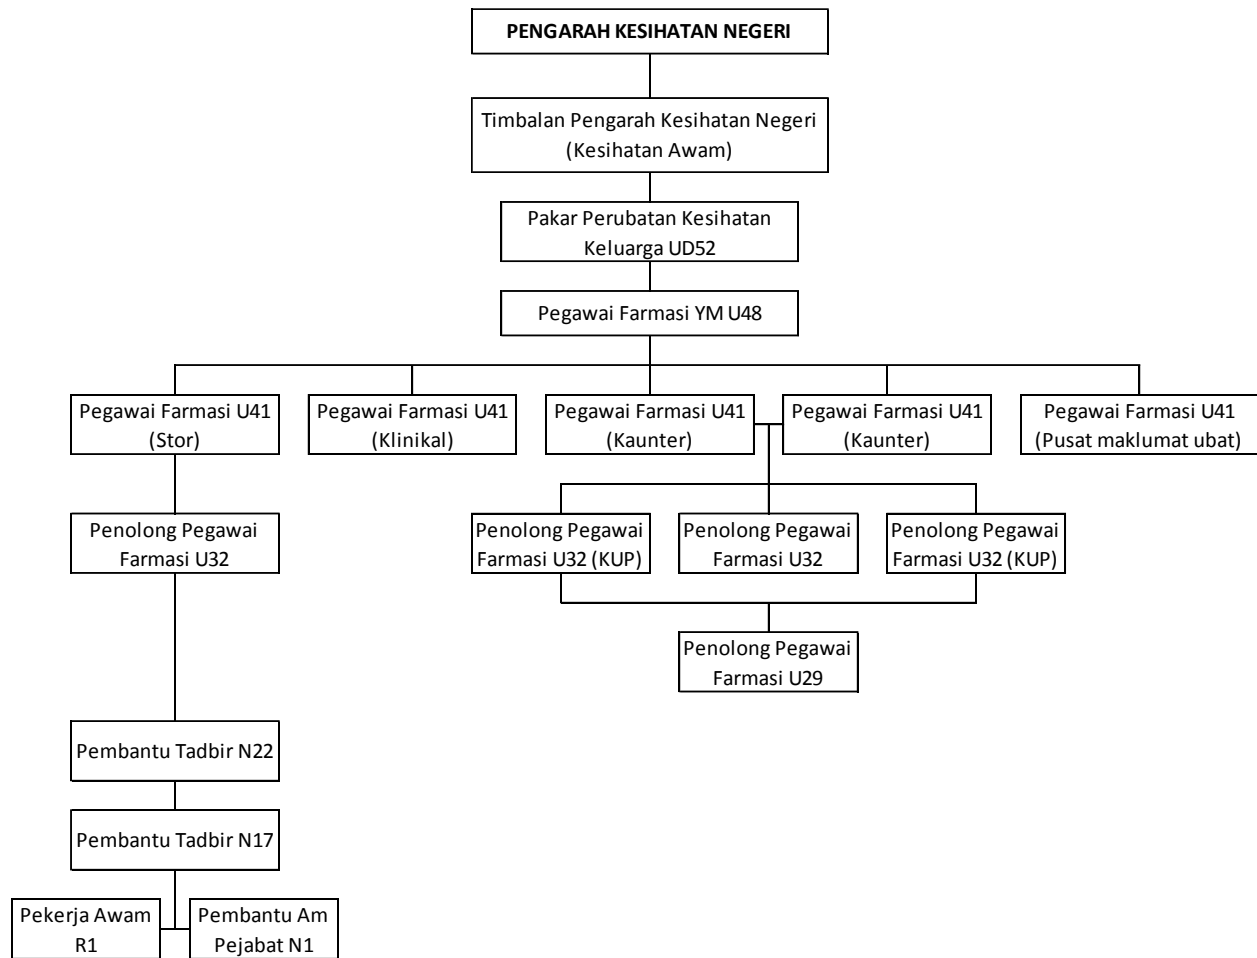 PENGARAH KESIHATAN NEGERI
Timbalan Pengarah Kesihatan Negeri
(Kesihatan Awam)
Pakar Perubatan Kesihatan
Keluarga UD52
Pegawai Farmasi YM U48
Pegawai Farmasi U41
(Stor)
Pegawai Farmasi U41
(Klinikal)
Pegawai Farmasi U41
(Kaunter)
Pegawai Farmasi U41
(Kaunter)
Pegawai Farmasi U41
(Pusat maklumat ubat)
Penolong Pegawai
Farmasi U32
Penolong Pegawai
Farmasi U32 (KUP)
Penolong Pegawai
Farmasi U32
Penolong Pegawai
Farmasi U32 (KUP)
Penolong Pegawai
Farmasi U29
Pembantu Tadbir N22
Pembantu Tadbir N17
Pekerja Awam
R1
Pembantu Am
Pejabat N1